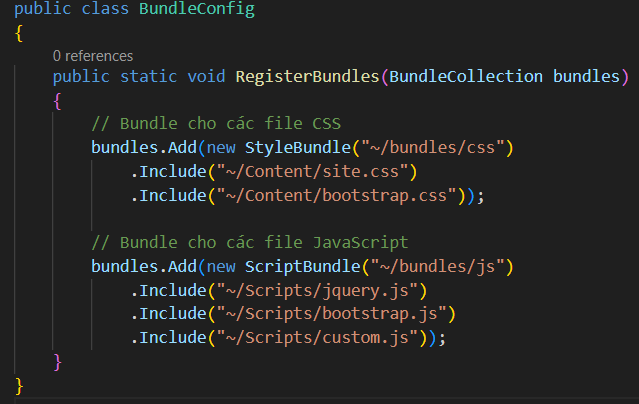 public class BundleConfig
{
0 references
public static void RegisterBundles(BundleCollection bundles)
{
// Bundle cho các file CSS
bundles.Add(new StyleBundle("~/bundles/css")
.Include("~/Content/site.css")
.Include("~/Content/bootstrap.css"));
// Bundle cho các file JavaScript
bundles.Add(new ScriptBundle("~/bundles/js")
.Include("~/Scripts/jquery.js")
.Include("~/Scripts/bootstrap.js")
.Include("~/Scripts/custom.js"));
}
}